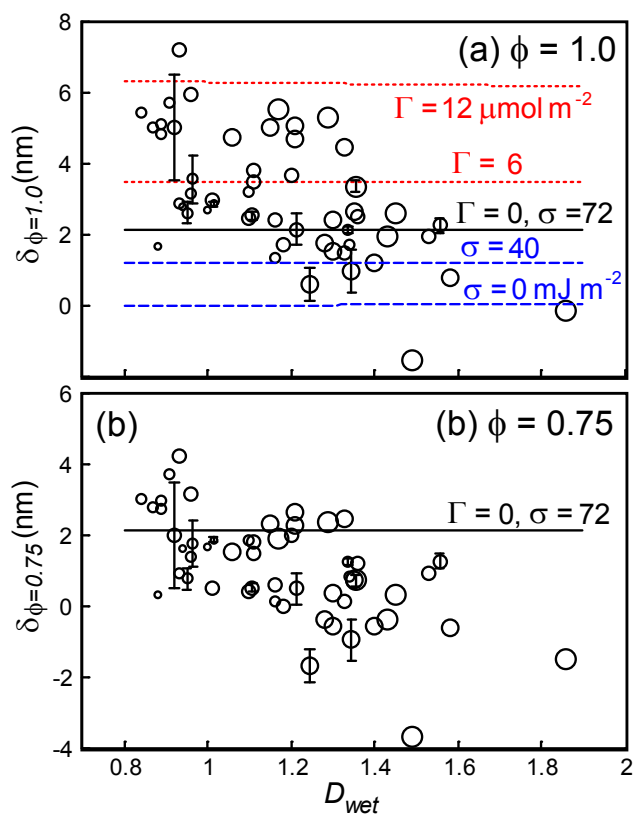 8
(a) ϕ = 1.0
6
Γ = 12 μmol m⁻²
4
Γ = 6
Γ = 0, σ = 72
2
σ = 40
0
σ = 0 mJ m⁻²
δϕ=1.0(nm)
6
(b)
(b) ϕ = 0.75
4
Γ = 0, σ = 72
2
0
-2
-4
δϕ=0.75(nm)
0.8 1 1.2 1.4 1.6 1.8 2
Dwet